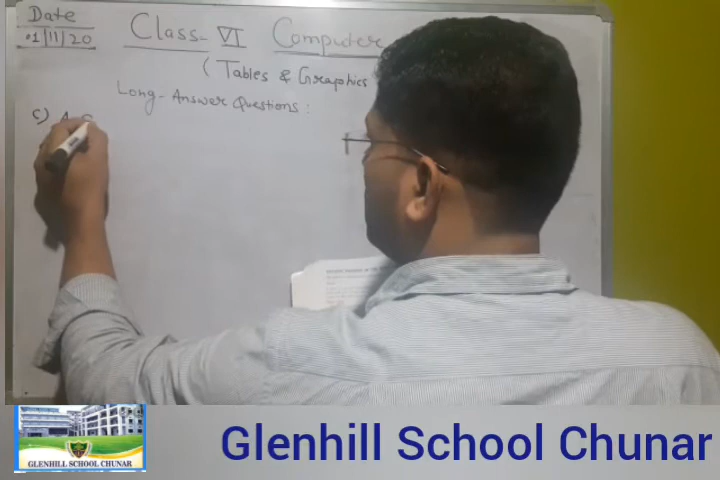 Date
01/11/20
Class- VI Computer
( Tables & Graphics
Long- Answer Questions :
c) A
GLENHILL SCHOOL CHUNAR
Glenhill School Chunar